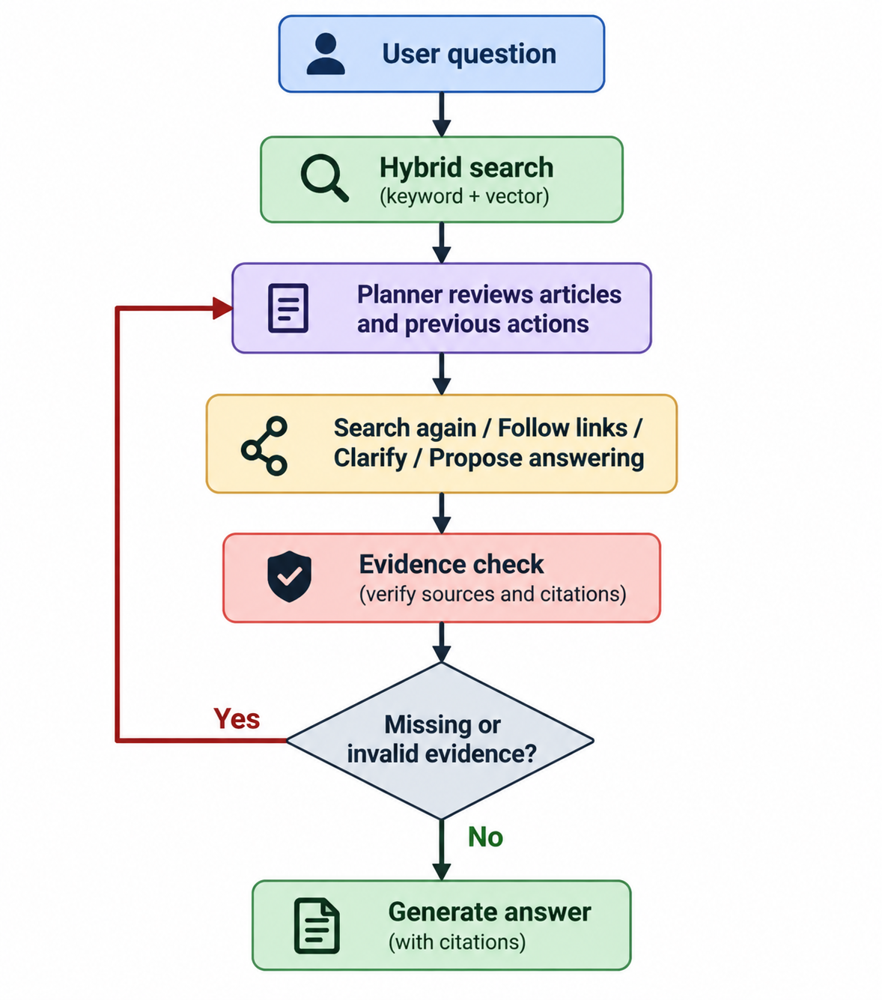 User question
Hybrid search
(keyword + vector)
Planner reviews articles
and previous actions
Search again / Follow links /
Clarify / Propose answering
Evidence check
(verify sources and citations)
Missing or
invalid evidence?
Yes
No
Generate answer
(with citations)